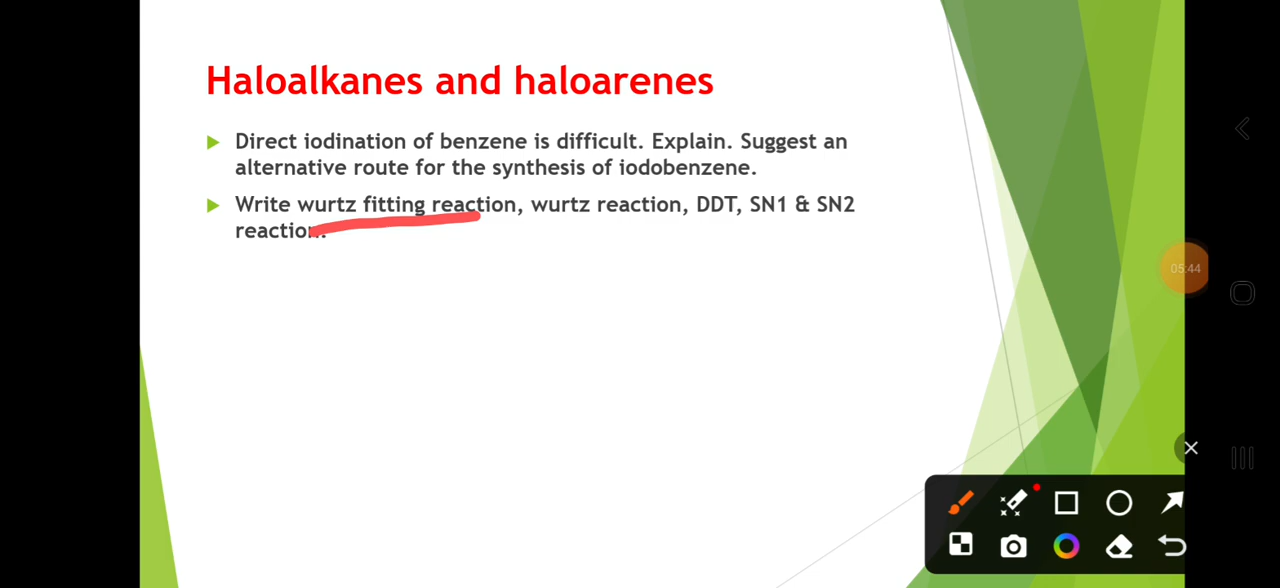 Haloalkanes and haloarenes
Direct iodination of benzene is difficult. Explain. Suggest an
alternative route for the synthesis of iodobenzene.
Write wurtz fitting reaction, wurtz reaction, DDT, SN1 & SN2
reaction.
05:44